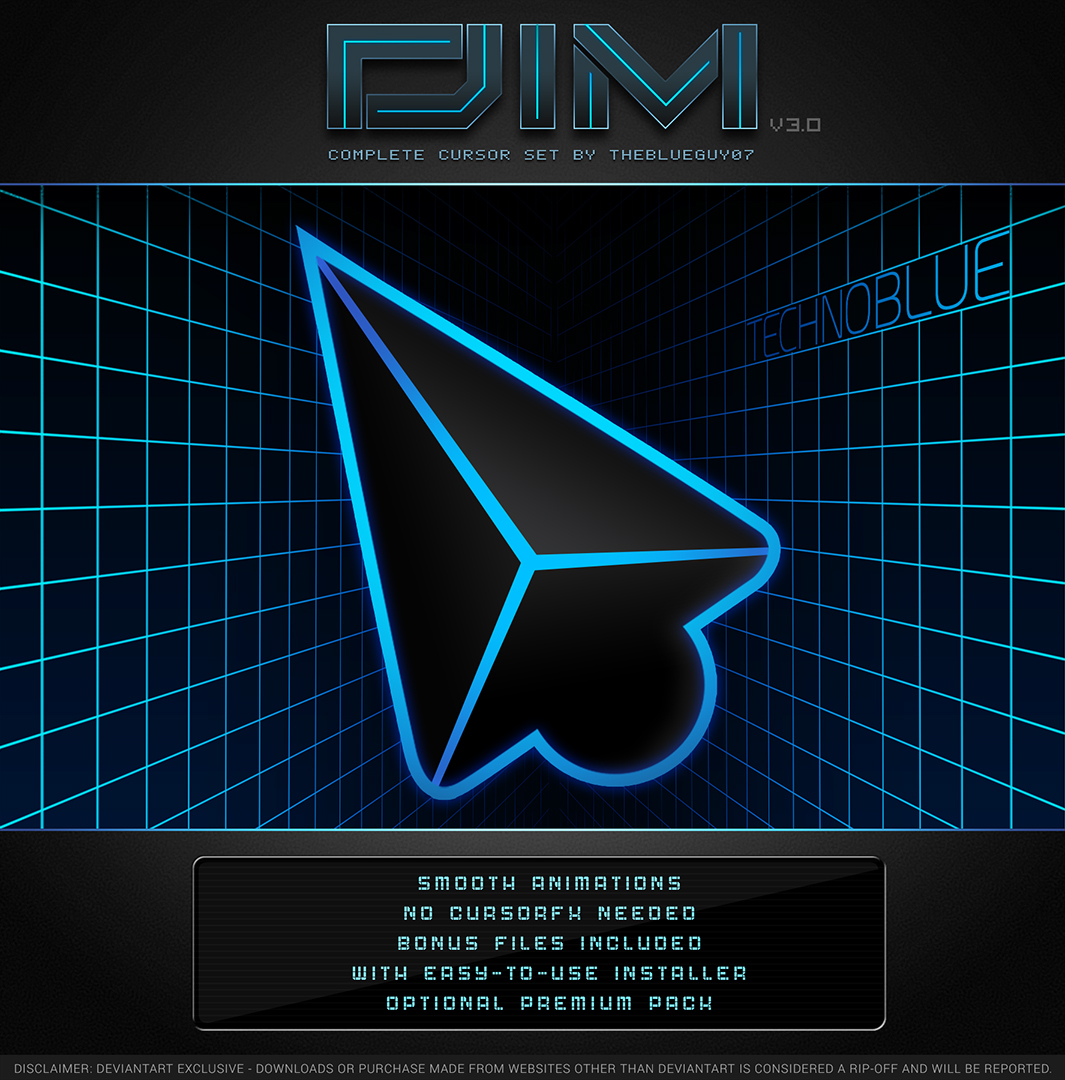 DIM
V3.0
COMPLETE CURSOR SET BY THEBLUEGUY07
TECHNOBLUE
SMOOTH ANIMATIONS
NO CURSORFX NEEDED
BONUS FILES INCLUDED
WITH EASY-TO-USE INSTALLER
OPTIONAL PREMIUM PACK
DISCLAIMER: DEVIANTART EXCLUSIVE - DOWNLOADS OR PURCHASE MADE FROM WEBSITES OTHER THAN DEVIANTART IS CONSIDERED A RIP-OFF AND WILL BE REPORTED.